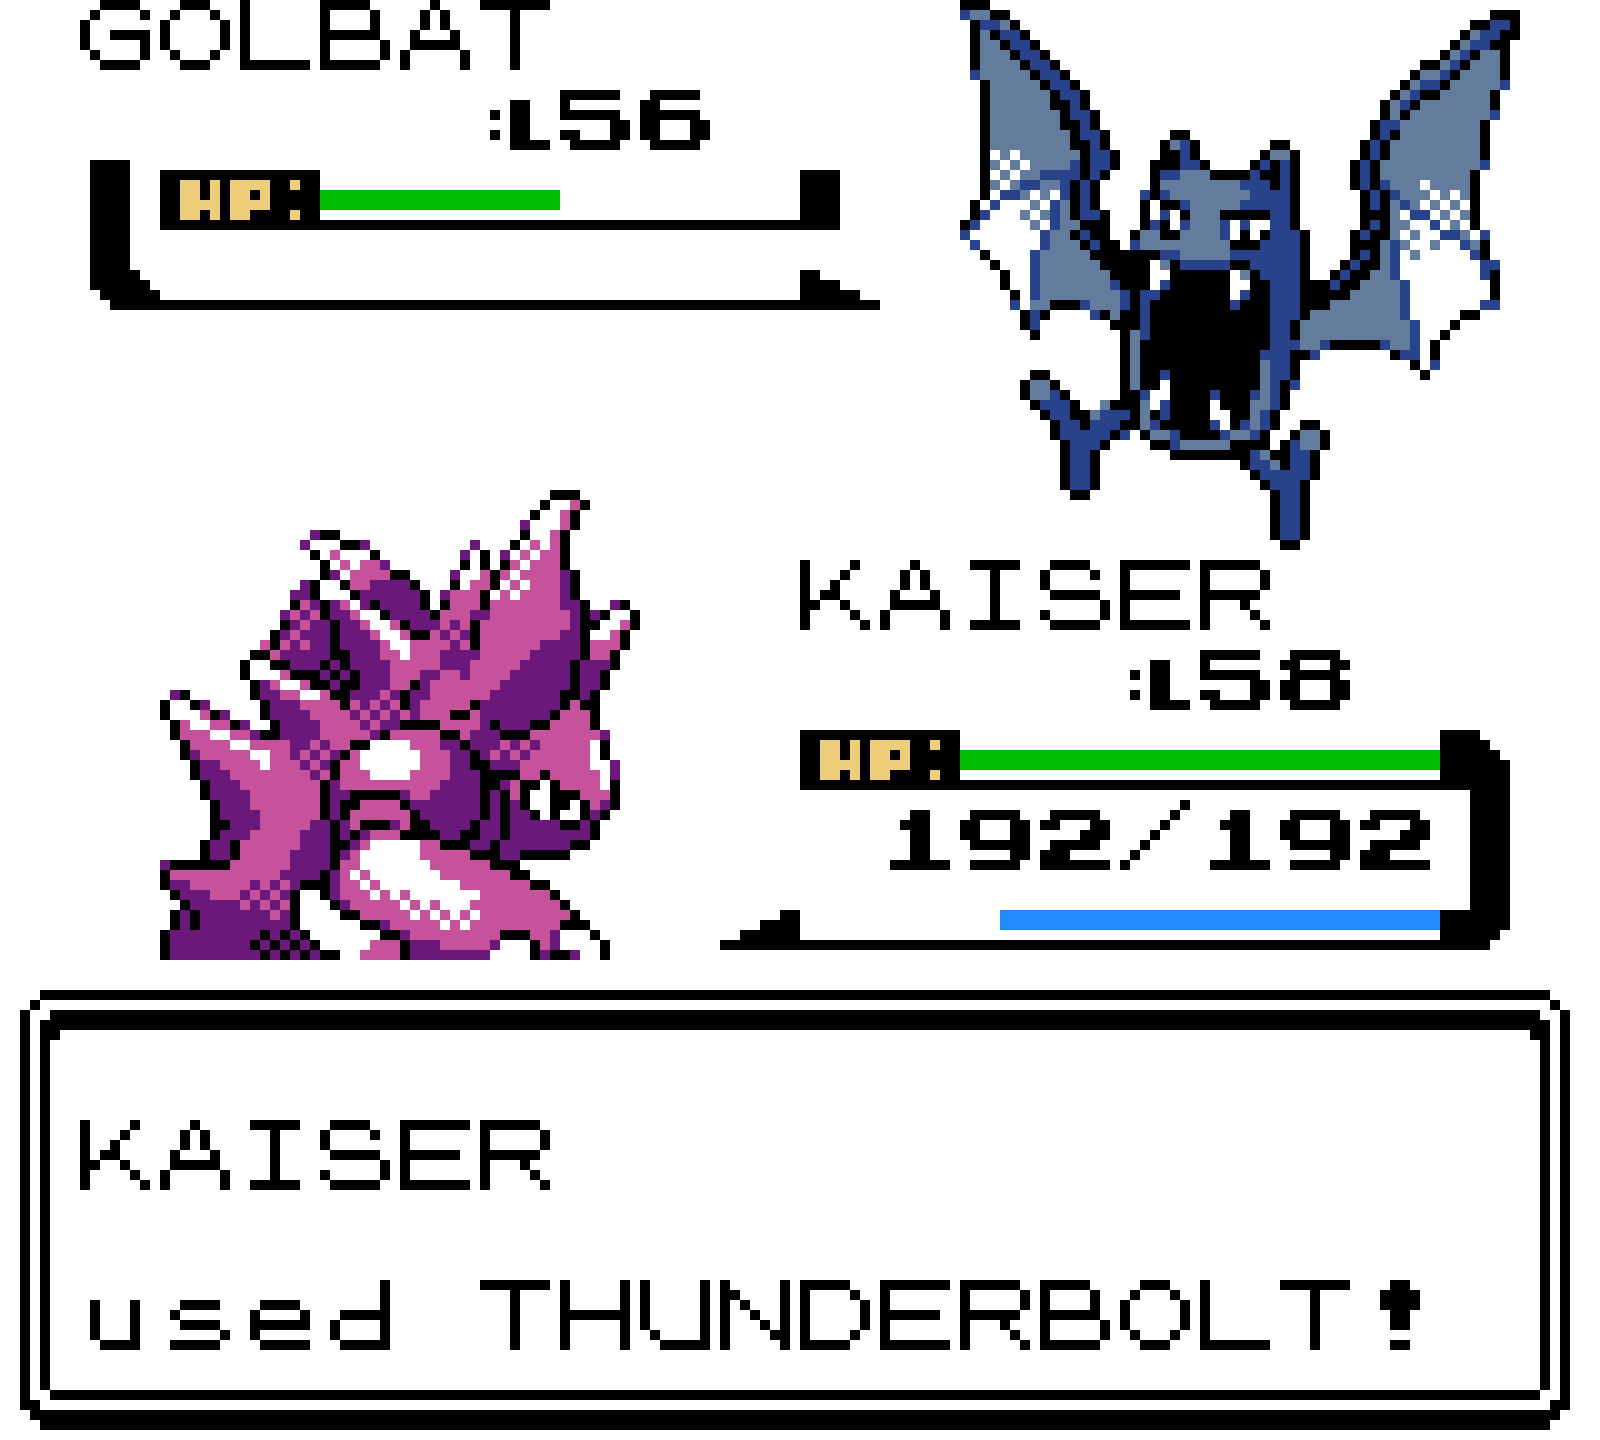 GOLBAT
:L56
HP:
KAISER
:L58
HP:
192/192
KAISER
used THUNDERBOLT!